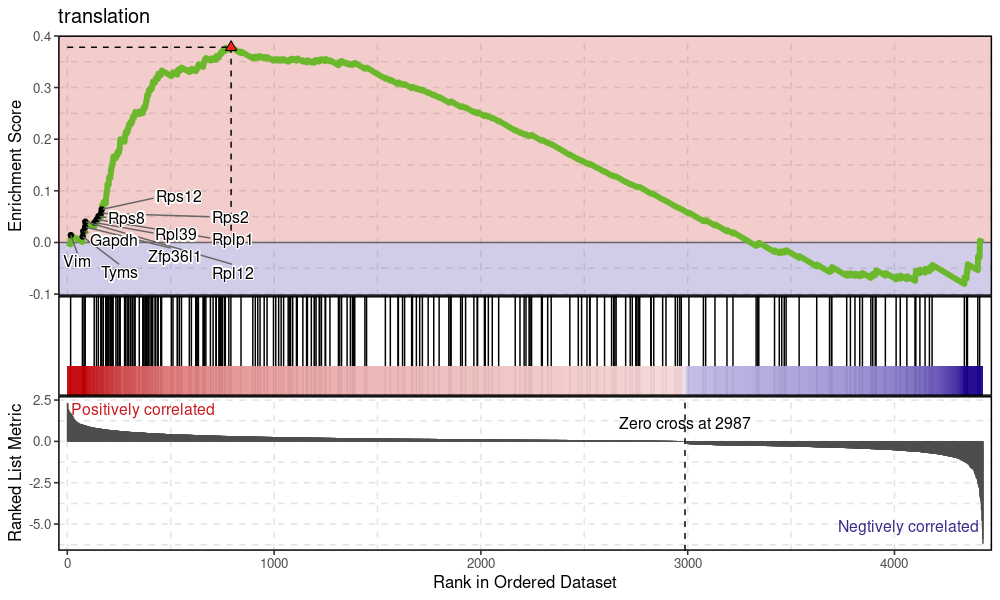 translation
Enrichment Score
0.4
0.3
0.2
0.1
0.0
-0.1
Rps12
Rps8
Rps2
Rpl39
Rplp1
Gapdh
Zfp36l1
Vim
Tyms
Rpl12
Ranked List Metric
2.5
0.0
-2.5
-5.0
Positively correlated
Zero cross at 2987
Negtively correlated
0
1000
2000
3000
4000
Rank in Ordered Dataset